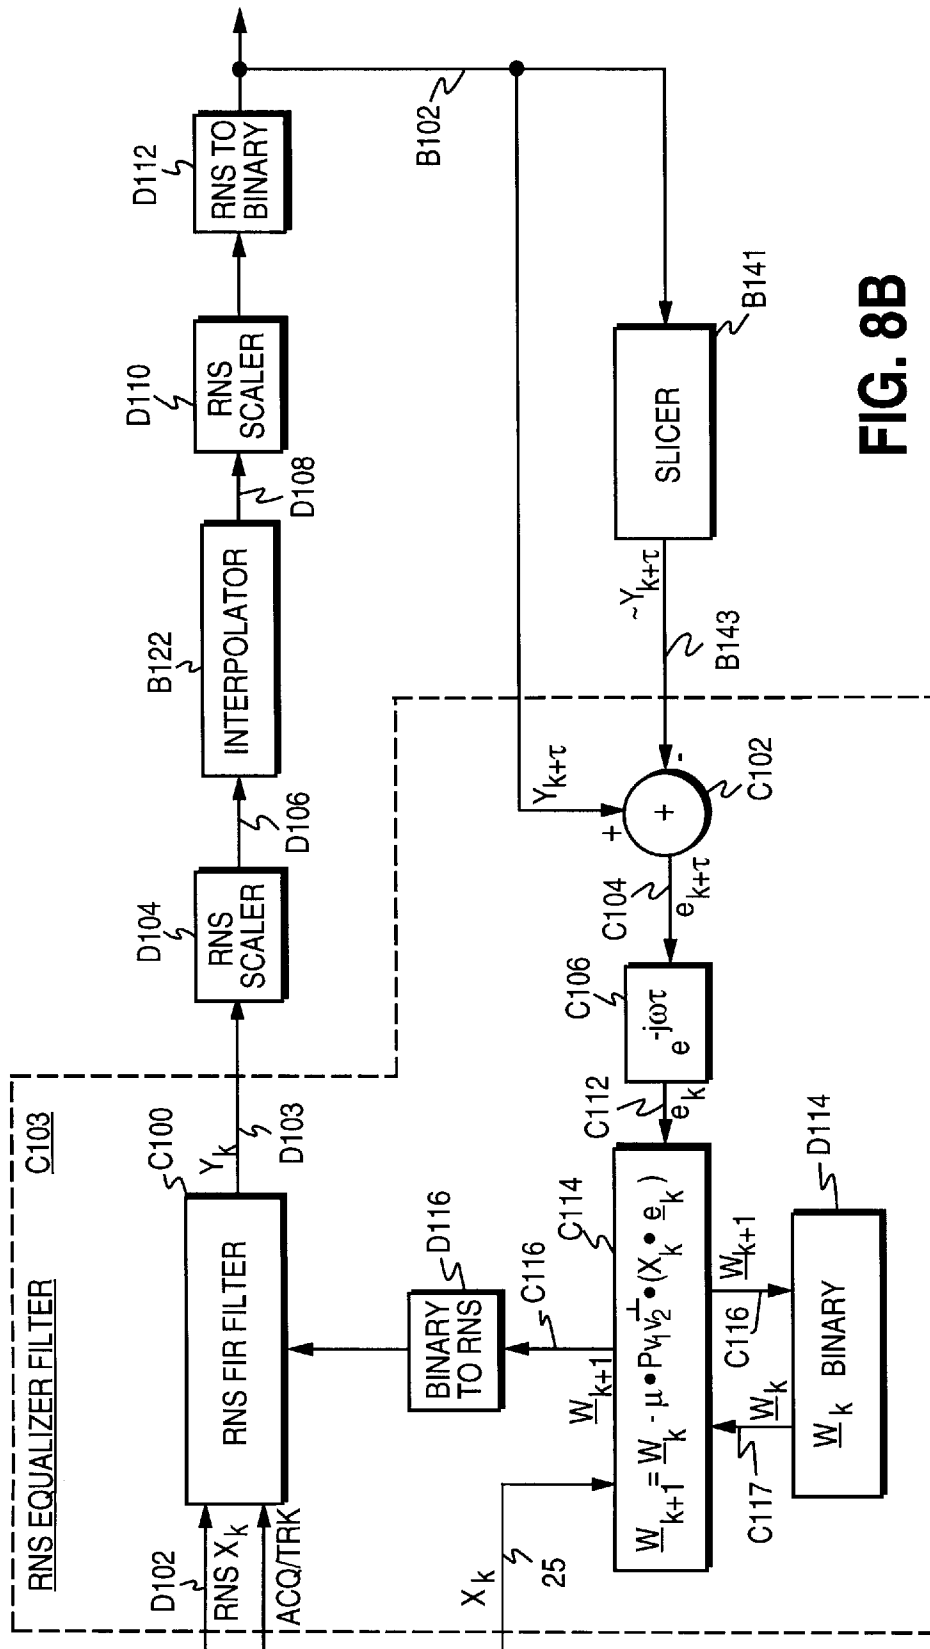 RNS EQUALIZER FILTER
C103
D102
RNS X_k
ACQ/TRK
C100
RNS FIR FILTER
Y_k
D103
D104
RNS
SCALER
D106
B122
INTERPOLATOR
D108
D110
RNS
SCALER
D112
RNS TO
BINARY
B102
D116
BINARY
TO RNS
C116
W_k+1
X_k
25
C114
W_k+1 = W_k - μ • Pv₁v₂^⊥ • (X_k • e_k)
C112
e_k
C106
e^-jωτ
C104
e_k+τ
Y_k+τ
+
+
-
C102
~Y_k+τ
B143
SLICER
B141
C117
W_k
C116
W_k+1
D114
W_k BINARY
FIG. 8B